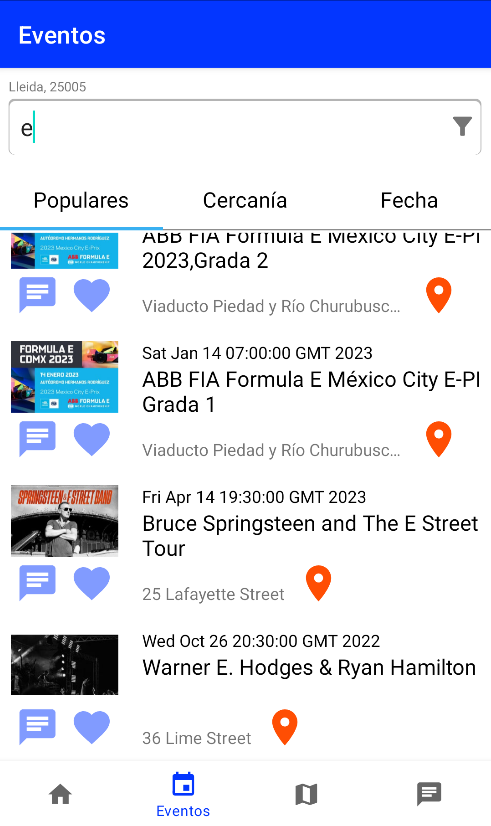 Eventos
Lleida, 25005
e
Populares Cercanía Fecha
ABB FIA Formula E México City E-PI
2023,Grada 2
Viaducto Piedad y Río Churubusc...
FORMULA E
CDMX 2023
Sat Jan 14 07:00:00 GMT 2023
14 ENERO 2023
ABB FIA Formula E México City E-PI
Grada 1
Viaducto Piedad y Río Churubusc...
SPRINGSTEEN & E STREET BAND
Fri Apr 14 19:30:00 GMT 2023
Bruce Springsteen and The E Street
Tour
25 Lafayette Street
Wed Oct 26 20:30:00 GMT 2022
Warner E. Hodges & Ryan Hamilton
36 Lime Street
Eventos